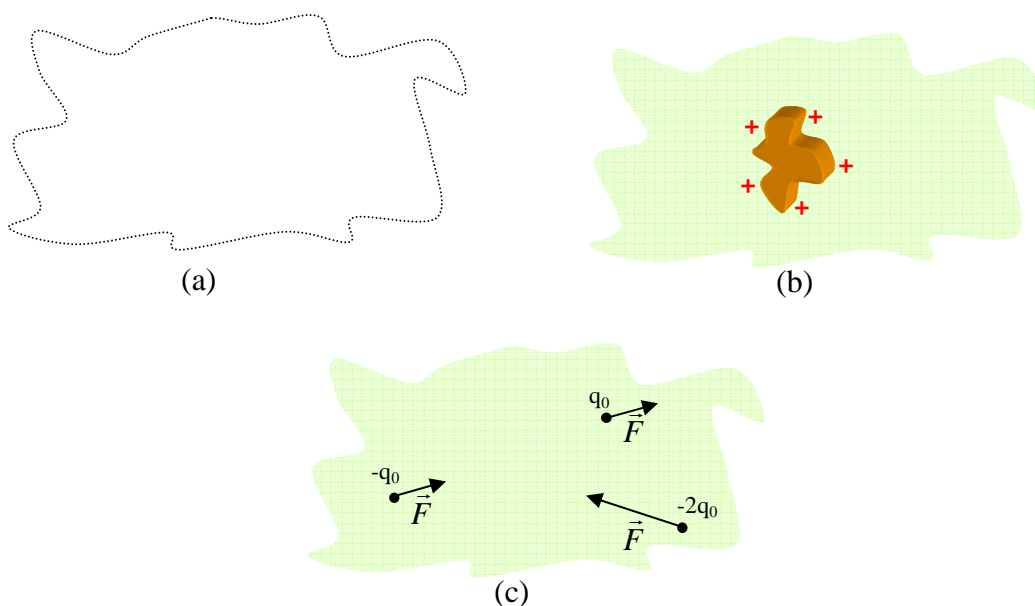 (a)
+ +
+
+
+
(b)
q₀
F⃗
-q₀
F⃗
-2q₀
F⃗
(c)